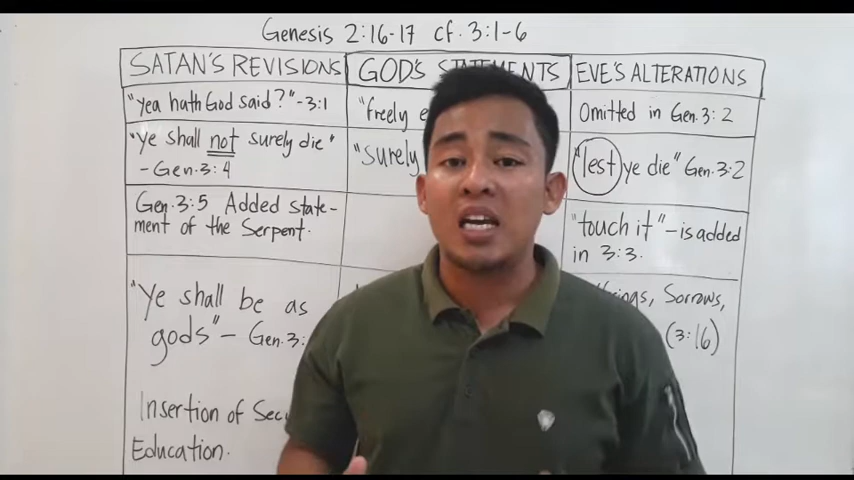 Genesis 2:16-17 cf. 3:1-6
SATAN'S REVISIONS
GOD'S STATEMENTS
EVE'S ALTERATIONS
"yea hath God said?" -3:1
"freely
Omitted in Gen. 3:2
"Ye shall not surely die"
- Gen. 3:4
"surely
"lest ye die" Gen. 3:2
Gen. 3:5 Added state-
ment of the Serpent.
"touch it" - is added
in 3:3.
"Ye shall be as
gods" - Gen. 3:
Sorrows,
(3:16)
Insertion of
Education.